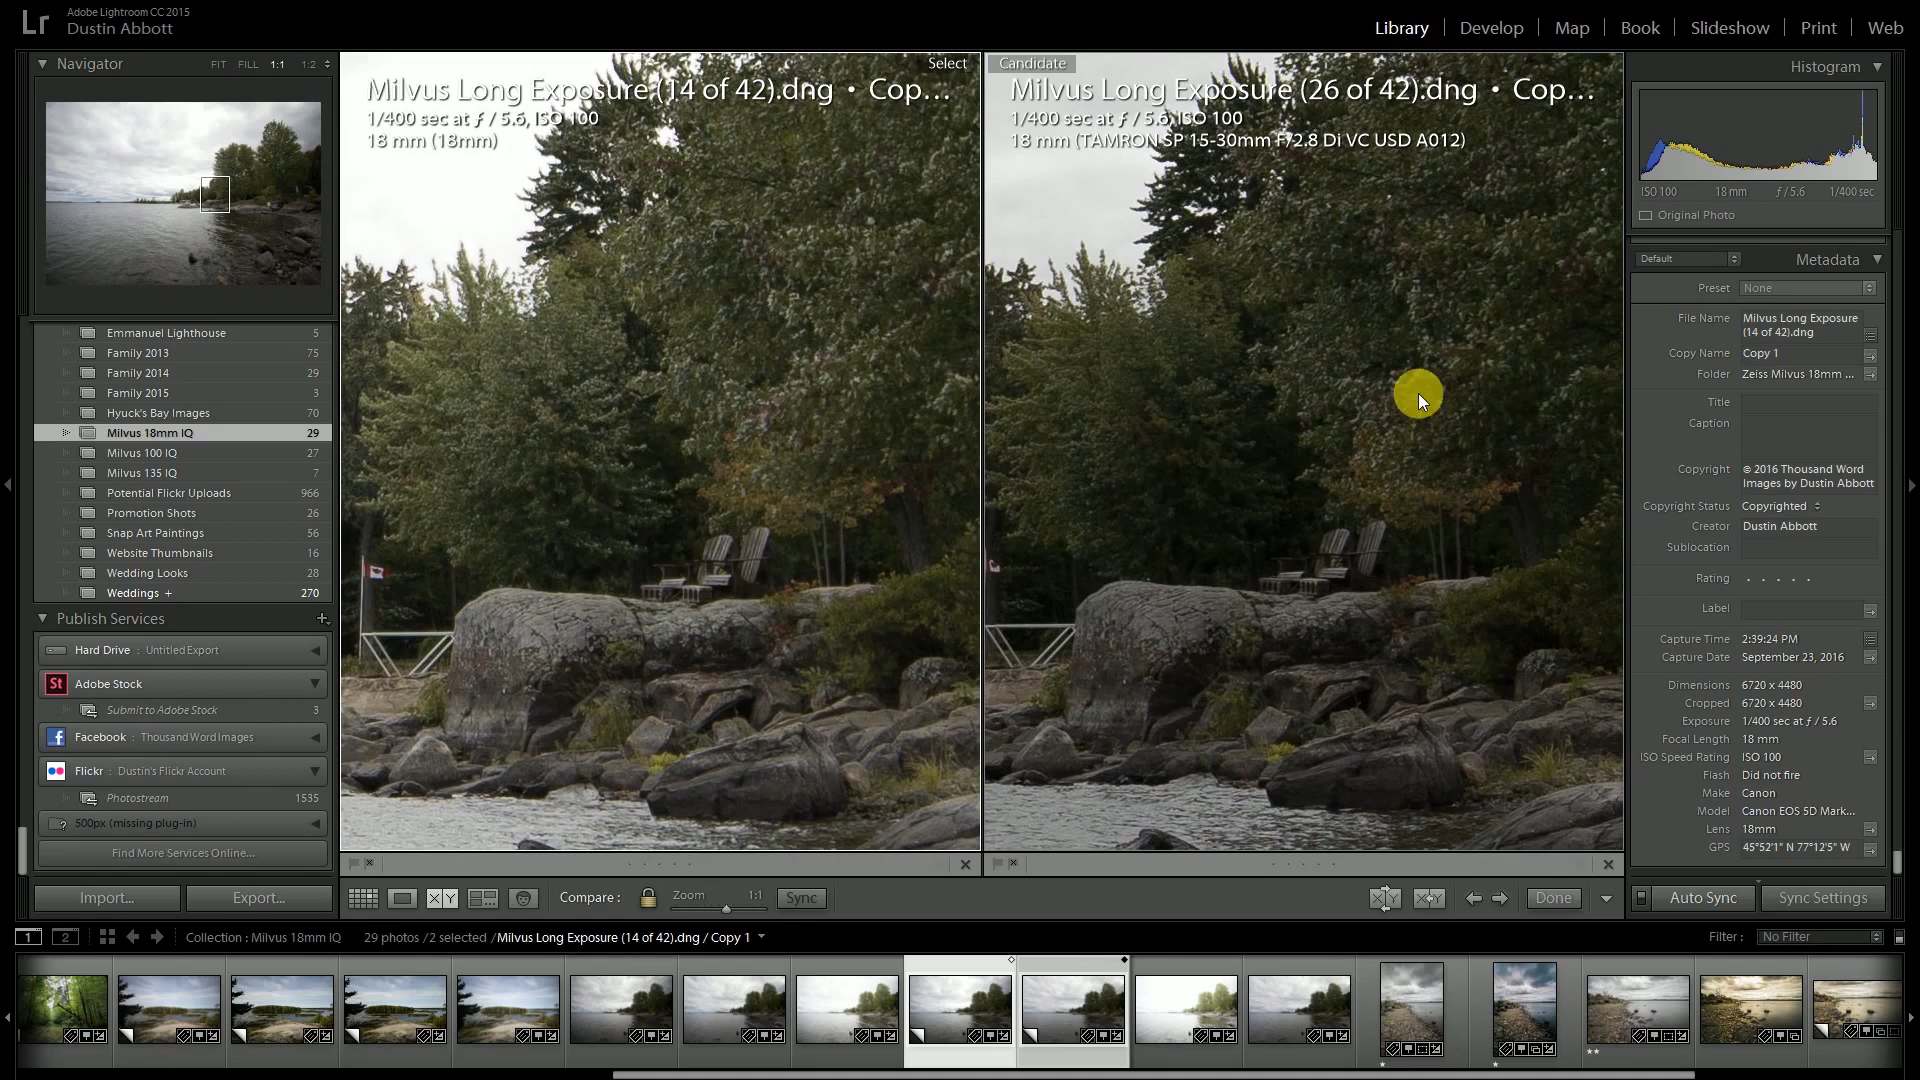 Lr
Adobe Lightroom CC 2015
Dustin Abbott
Library
Develop
Map
Book
Slideshow
Print
Web
Navigator
FIT
FILL
1:1
1:2
Emmanuel Lighthouse 5
Family 2013 75
Family 2014 29
Family 2015 3
Hyuck's Bay Images 70
Milvus 18mm IQ 29
Milvus 100 IQ 27
Milvus 135 IQ 7
Potential Flickr Uploads 966
Promotion Shots 26
Snap Art Paintings 56
Website Thumbnails 16
Wedding Looks 28
Weddings + 270
Publish Services
Hard Drive : Untitled Export
St Adobe Stock
Submit to Adobe Stock 3
Facebook : Thousand Word Images
Flickr : Dustin's Flickr Account
Photostream 1535
500px (missing plug-in)
Find More Services Online...
Import...
Export...
Select
Milvus Long Exposure (14 of 42).dng • Cop...
1/400 sec at ƒ / 5.6, ISO 100
18 mm (18mm)
Candidate
Milvus Long Exposure (26 of 42).dng • Cop...
1/400 sec at ƒ / 5.6, ISO 100
18 mm (TAMRON SP 15-30mm F/2.8 Di VC USD A012)
Histogram
ISO 100 18 mm ƒ / 5.6 1/400 sec
Original Photo
Default
Metadata
Preset None
File Name Milvus Long Exposure
(14 of 42).dng
Copy Name Copy 1
Folder Zeiss Milvus 18mm ...
Title
Caption
Copyright © 2016 Thousand Word
Images by Dustin Abbott
Copyright Status Copyrighted
Creator Dustin Abbott
Sublocation
Rating
Label
Capture Time 2:39:24 PM
Capture Date September 23, 2016
Dimensions 6720 x 4480
Cropped 6720 x 4480
Exposure 1/400 sec at ƒ / 5.6
Focal Length 18 mm
ISO Speed Rating ISO 100
Flash Did not fire
Make Canon
Model Canon EOS 5D Mark...
Lens 18mm
GPS 45°52'1" N 77°12'5" W
XY
Compare :
Zoom 1:1
Sync
Done
Auto Sync
Sync Settings
1
2
Collection : Milvus 18mm IQ
29 photos /2 selected /Milvus Long Exposure (14 of 42).dng / Copy 1
Filter : No Filter